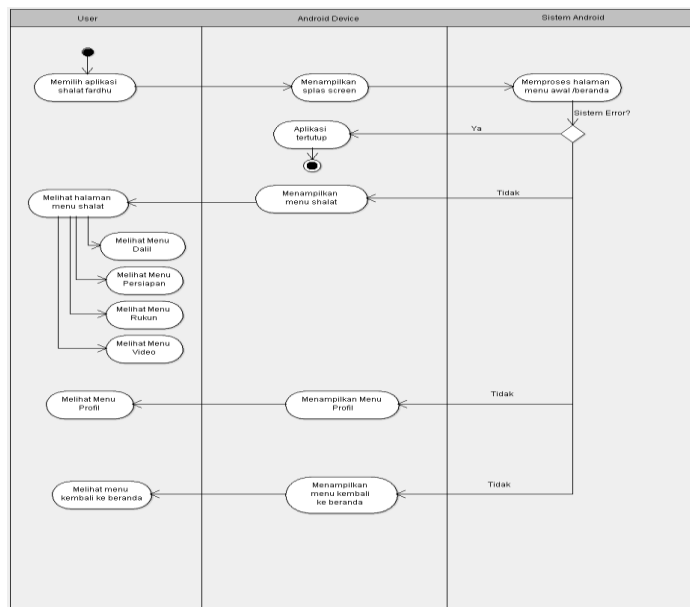 User
Android Device
Sistem Android
Memilih aplikasi
shalat fardhu
Menampilkan
splas screen
Memproses halaman
menu awal /beranda
Sistem Error?
Ya
Aplikasi
tertutup
Tidak
Menampilkan
menu shalat
Melihat halaman
menu shalat
Melihat Menu
Dalil
Melihat Menu
Persiapan
Melihat Menu
Rukun
Melihat Menu
Video
Tidak
Menampilkan Menu
Profil
Melihat Menu
Profil
Tidak
Menampilkan
menu kembali
ke beranda
Melihat menu
kembali ke beranda